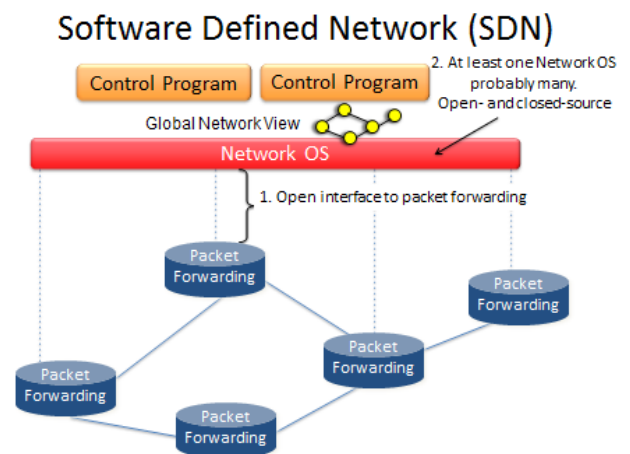 Software Defined Network (SDN)
2. At least one Network OS
probably many.
Open- and closed-source
Control Program
Control Program
Global Network View
Network OS
1. Open interface to packet forwarding
Packet
Forwarding
Packet
Forwarding
Packet
Forwarding
Packet
Forwarding
Packet
Forwarding